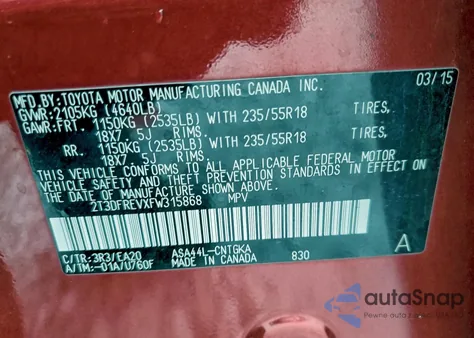 MFD.BY:TOYOTA MOTOR MANUFACTURING CANADA INC. 03/15
GVWR:2105KG (4640LB)
GAWR:FRT. 1150KG (2535LB) WITH 235/55R18 TIRES,
18X7.5J RIMS.
RR. 1150KG (2535LB) WITH 235/55R18 TIRES,
18X7.5J RIMS.
THIS VEHICLE CONFORMS TO ALL APPLICABLE FEDERAL MOTOR
VEHICLE SAFETY AND THEFT PREVENTION STANDARDS IN EFFECT ON
THE DATE OF MANUFACTURE SHOWN ABOVE.
2T3DFREVXFW315868 MPV
C/TR:3R3/EA20 ASA44L-CNTGKA A
A/TM:-01A/U760F MADE IN CANADA 830
autoSnap
Pewne auta z